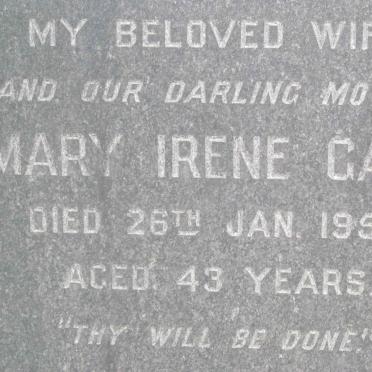 MY BELOVED
AND OUR DARLING
MARY IRENE
DIED 26TH JAN.
AGED 43 YEARS.
"THY WILL BE DONE."